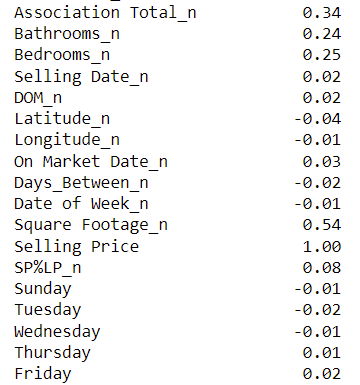 Association Total_n 0.34
Bathrooms_n 0.24
Bedrooms_n 0.25
Selling Date_n 0.02
DOM_n 0.02
Latitude_n -0.04
Longitude_n -0.01
On Market Date_n 0.03
Days_Between_n -0.02
Date of Week_n -0.01
Square Footage_n 0.54
Selling Price 1.00
SP%LP_n 0.08
Sunday -0.01
Tuesday -0.02
Wednesday -0.01
Thursday 0.01
Friday 0.02